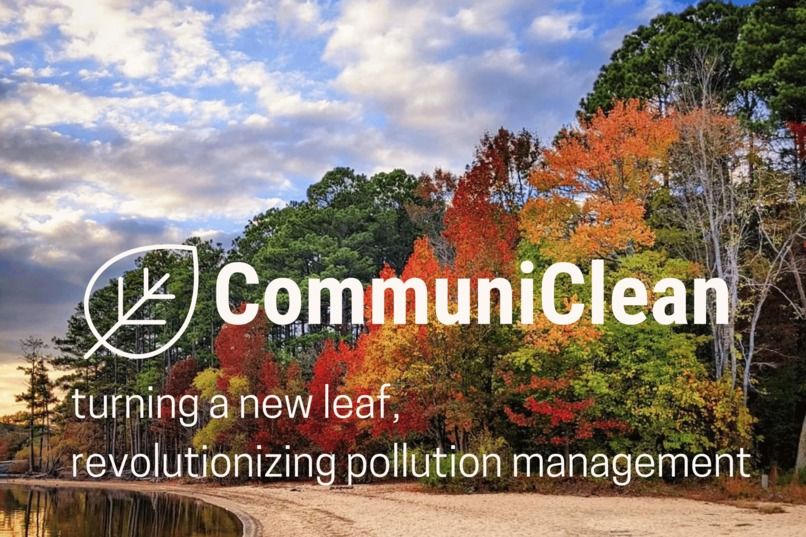 CommuniClean
turning a new leaf,
revolutionizing pollution management